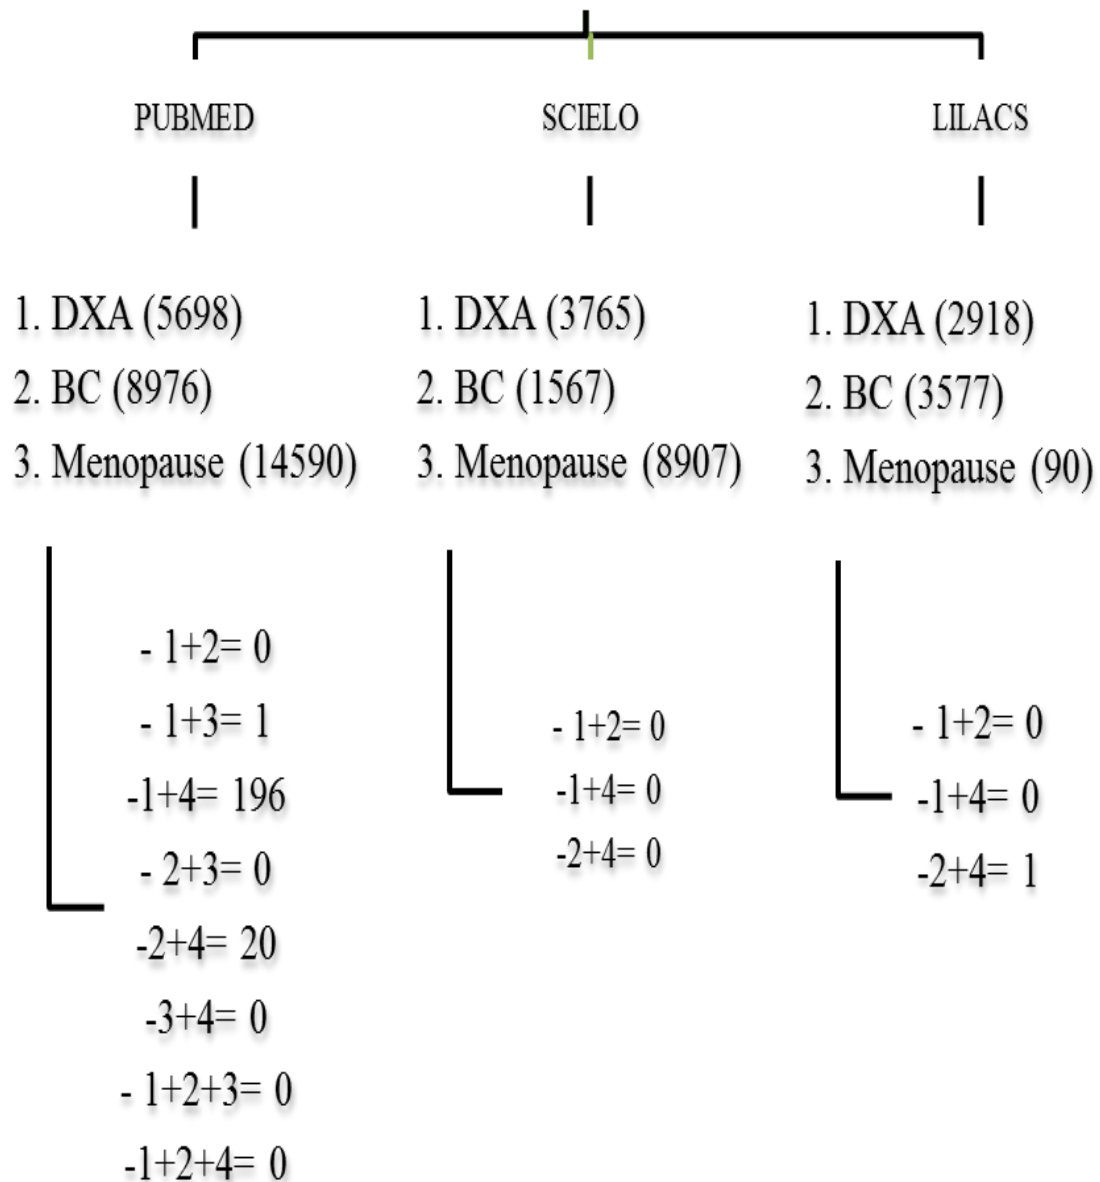 PUBMED
1. DXA (5698)
2. BC (8976)
3. Menopause (14590)
- 1+2= 0
- 1+3= 1
-1+4= 196
- 2+3= 0
-2+4= 20
-3+4= 0
- 1+2+3= 0
-1+2+4= 0
SCIELO
1. DXA (3765)
2. BC (1567)
3. Menopause (8907)
- 1+2= 0
-1+4= 0
-2+4= 0
LILACS
1. DXA (2918)
2. BC (3577)
3. Menopause (90)
- 1+2= 0
-1+4= 0
-2+4= 1